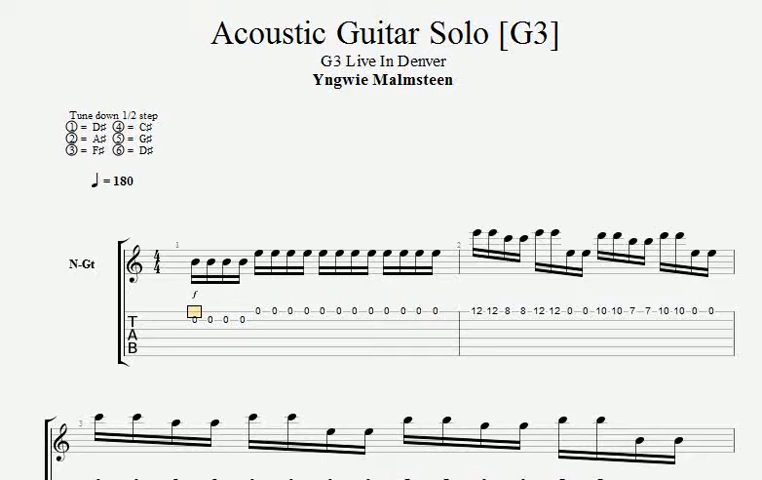 Acoustic Guitar Solo [G3]
G3 Live In Denver
Yngwie Malmsteen
Tune down 1/2 step
① = D♯ ④ = C♯
② = A♯ ⑤ = G♯
③ = F♯ ⑥ = D♯
♩ = 180
1
2
4
4
N-Gt
f
0 0 0 0 0 0 0 0 0 0 0 0 12 12 8 8 12 12 0 0 10 10 7 7 10 10 0 0
0 0 0 0
T
A
B
3